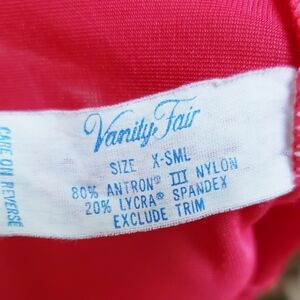 Vanity Fair
SIZE X-SML
80% ANTRON® III NYLON
20% LYCRA® SPANDEX
EXCLUDE TRIM
CARE ON REVERSE